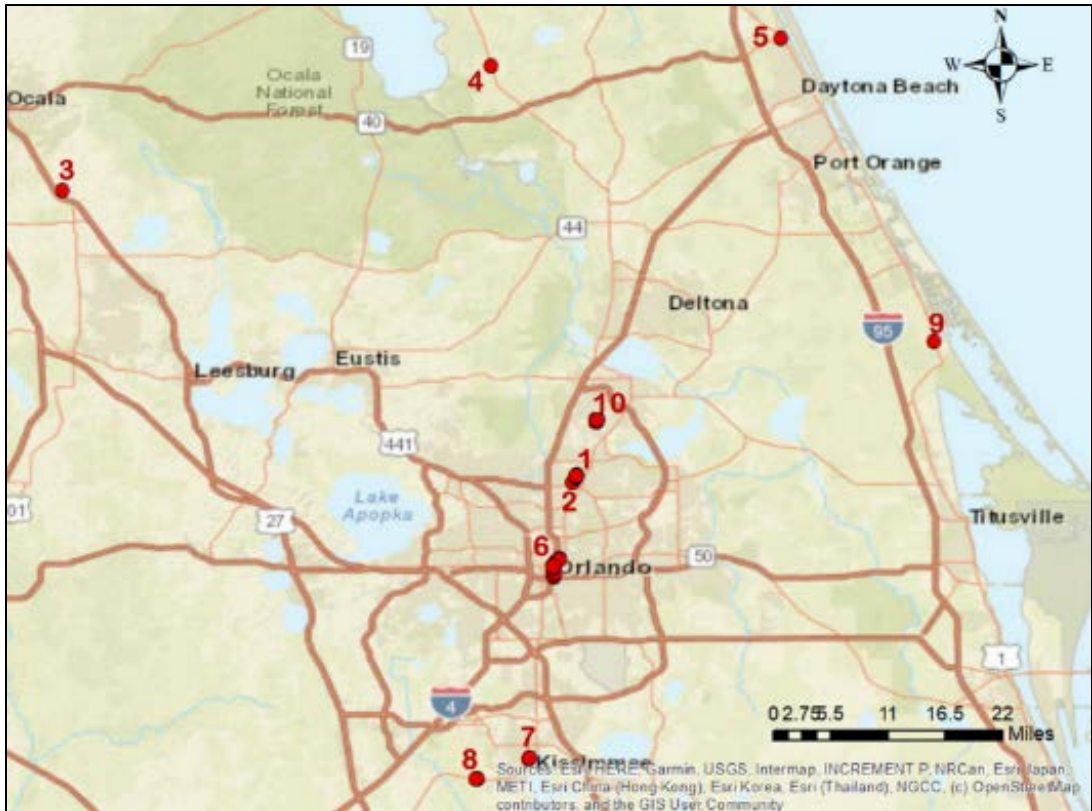 N
W E
S
5
19
4
Ocala
National
Forest
Daytona Beach
Ocala
40
3
Port Orange
44
Deltona
95
9
Eustis
Leesburg
10
441
1
2
Lake
Apopka
27
Titusville
6
50
Orlando
1
4
0 2.75 5.5 11 16.5 22
Miles
7
8
Kissimmee
Sources: Esri, HERE, Garmin, USGS, Intermap, INCREMENT P, NRCan, Esri Japan,
METI, Esri China (Hong Kong), Esri Korea, Esri (Thailand), NGCC, (c) OpenStreetMap
contributors, and the GIS User Community